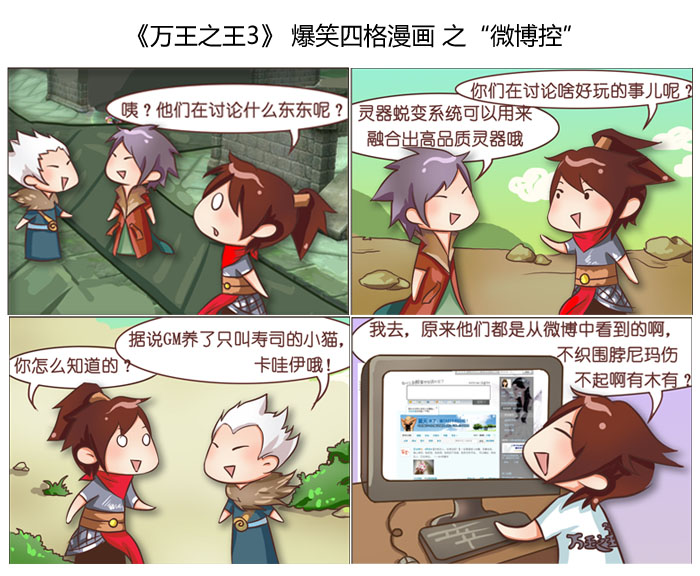 《万王之王3》 爆笑四格漫画 之“微博控”
咦？他们在讨论什么东东呢？
你们在讨论啥好玩的事儿呢？
灵器蜕变系统可以用来
融合出高品质灵器哦
你怎么知道的？
据说GM养了只叫寿司的小猫，
卡哇伊哦！
我去，原来他们都是从微博中看到的啊，
不织围脖尼玛伤
不起啊有木有？
万王之王